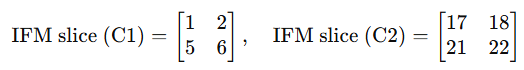 IFM slice (C1) = [1 2
5 6], IFM slice (C2) = [17 18
21 22]